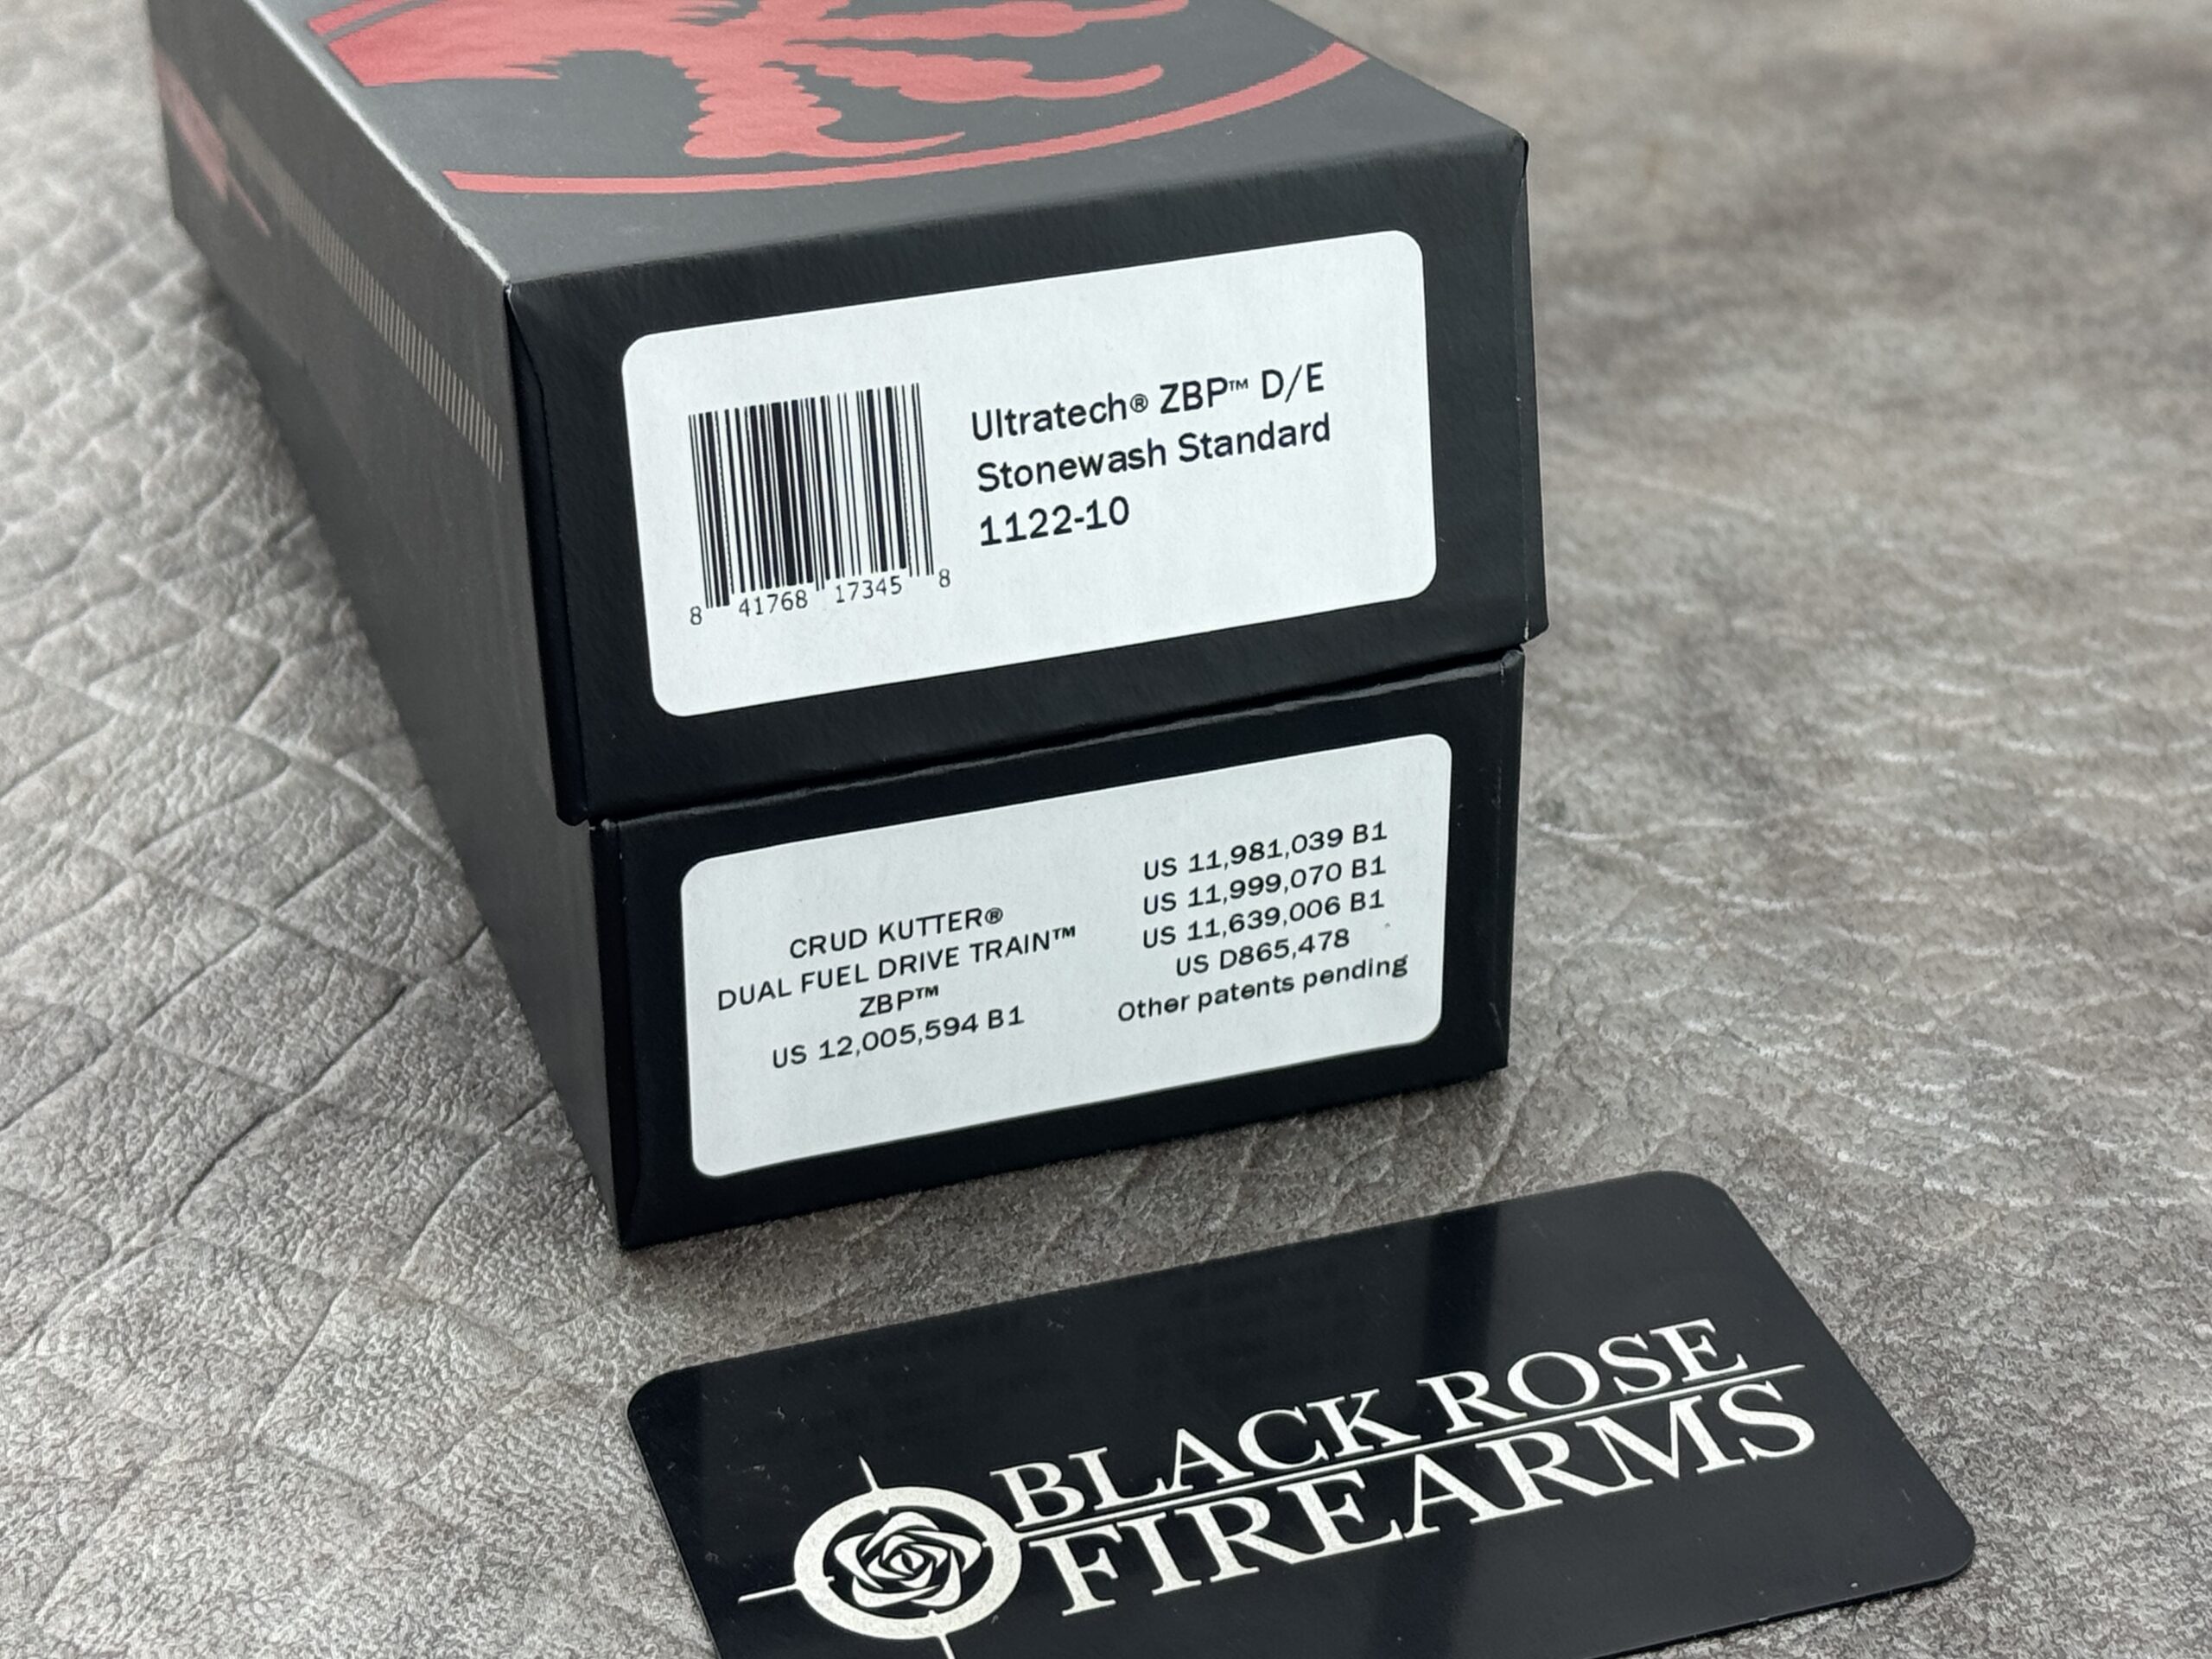 Ultratech® ZBP™ D/E
Stonewash Standard
1122-10
8 41768 17345 8
CRUD KUTTER®
DUAL FUEL DRIVE TRAIN™
ZBP™
US 12,005,594 B1
US 11,981,039 B1
US 11,999,070 B1
US 11,639,006 B1
US D865,478
Other patents pending
BLACK ROSE
FIREARMS